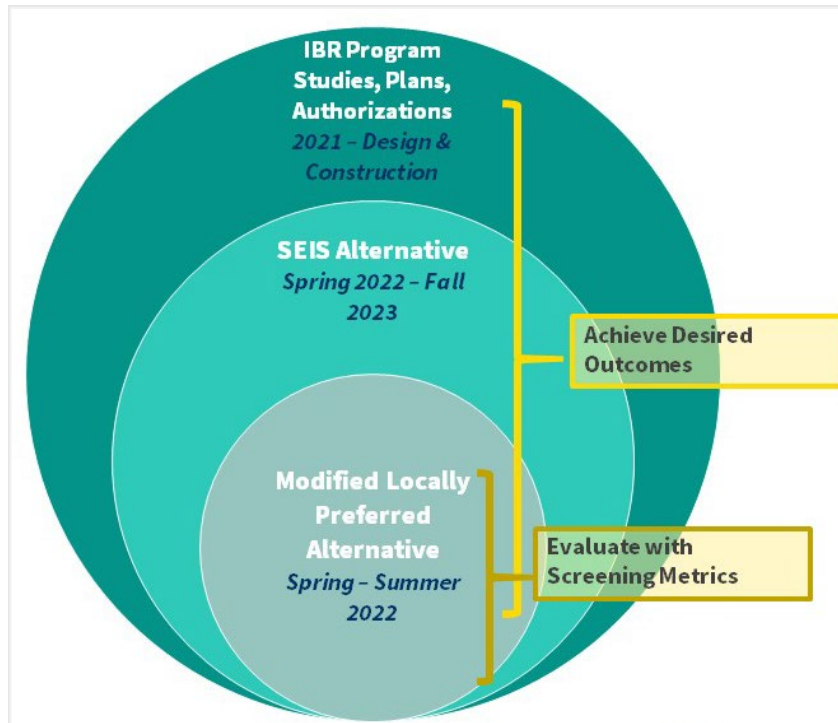 IBR Program
Studies, Plans,
Authorizations
2021 – Design &
Construction
SEIS Alternative
Spring 2022 – Fall
2023
Achieve Desired
Outcomes
Modified Locally
Preferred
Alternative
Spring – Summer
2022
Evaluate with
Screening Metrics